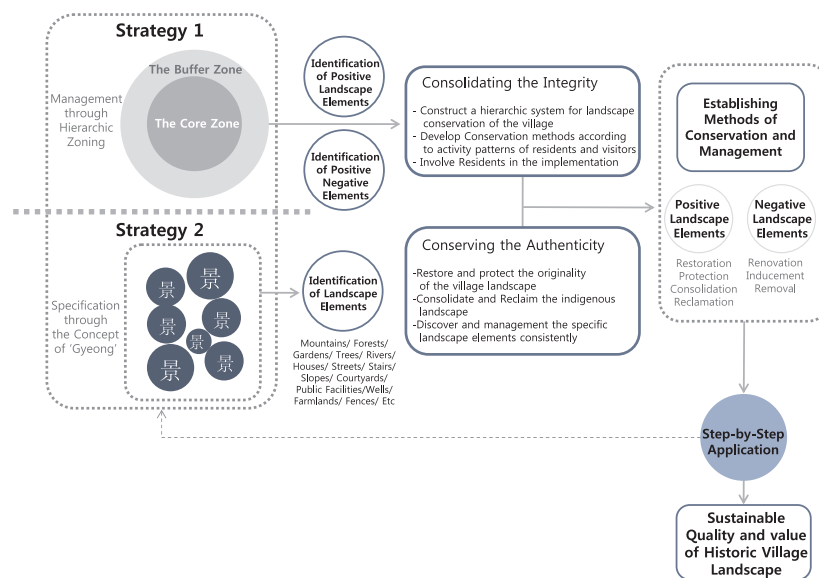 Strategy 1
The Buffer Zone
The Core Zone
Management
through
Hierarchic
Zoning
Identification
of Positive
Landscape
Elements
Identification
of Positive
Negative
Elements
Consolidating the Integrity
- Construct a hierarchic system for landscape
conservation of the village
- Develop Conservation methods according
to activity patterns of residents and visitors
- Involve Residents in the implementation
Establishing
Methods of
Conservation and
Management
Positive
Landscape
Elements
Restoration
Protection
Consolidation
Reclamation
Negative
Landscape
Elements
Renovation
Inducement
Removal
Strategy 2
Specification
through
the Concept
of 'Gyeong'
景
景
景
景
景
景
景
Identification
of Landscape
Elements
Mountains/ Forests/
Gardens/ Trees/ Rivers/
Houses/ Streets/ Stairs/
Slopes/ Courtyards/
Public Facilities/Wells/
Farmlands/ Fences/ Etc
Conserving the Authenticity
-Restore and protect the originality
of the village landscape
-Consolidate and Reclaim the indigenous
landscape
-Discover and management the specific
landscape elements consistently
Step-by-Step
Application
Sustainable
Quality and value
of Historic Village
Landscape